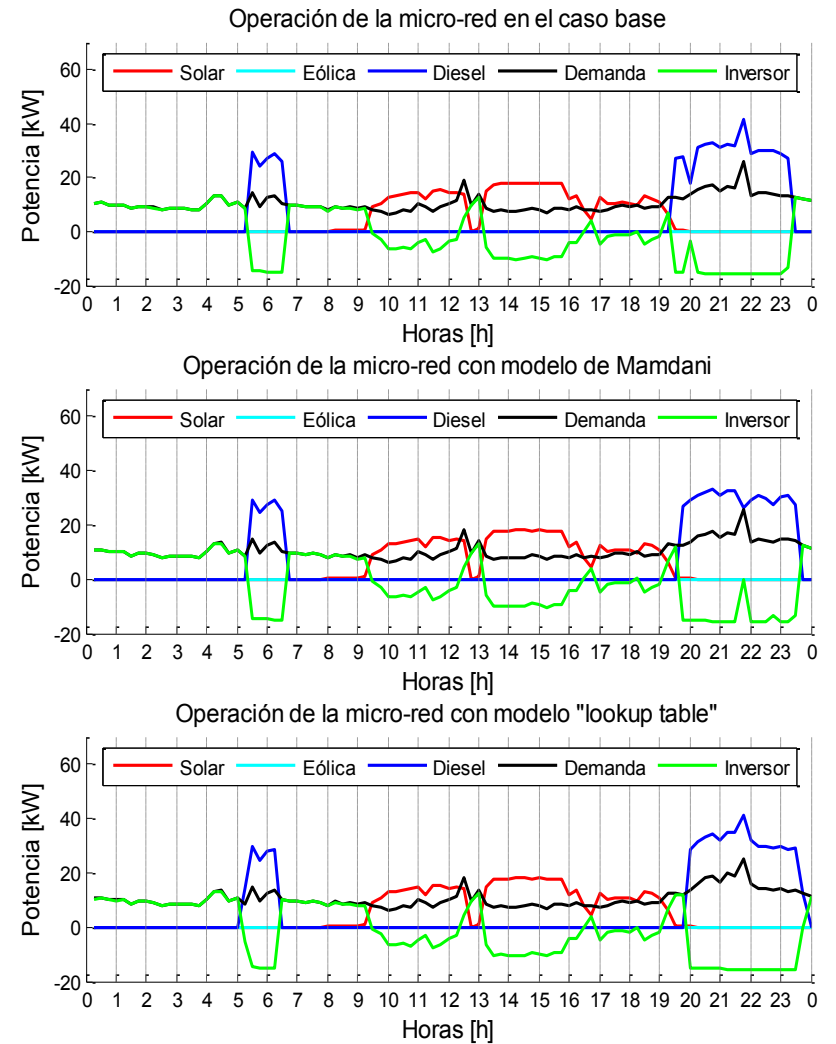 Operación de la micro-red en el caso base
Solar Eólica Diesel Demanda Inversor
Potencia [kW]
60
40
20
0
-20
0 1 2 3 4 5 6 7 8 9 10 11 12 13 14 15 16 17 18 19 20 21 22 23 0
Horas [h]
Operación de la micro-red con modelo de Mamdani
Solar Eólica Diesel Demanda Inversor
Potencia [kW]
60
40
20
0
-20
0 1 2 3 4 5 6 7 8 9 10 11 12 13 14 15 16 17 18 19 20 21 22 23 0
Horas [h]
Operación de la micro-red con modelo "lookup table"
Solar Eólica Diesel Demanda Inversor
Potencia [kW]
60
40
20
0
-20
0 1 2 3 4 5 6 7 8 9 10 11 12 13 14 15 16 17 18 19 20 21 22 23 0
Horas [h]